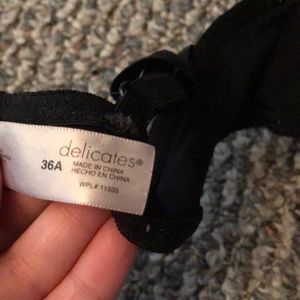 delicates®
36A
MADE IN CHINA
HECHO EN CHINA
WPL# 11935